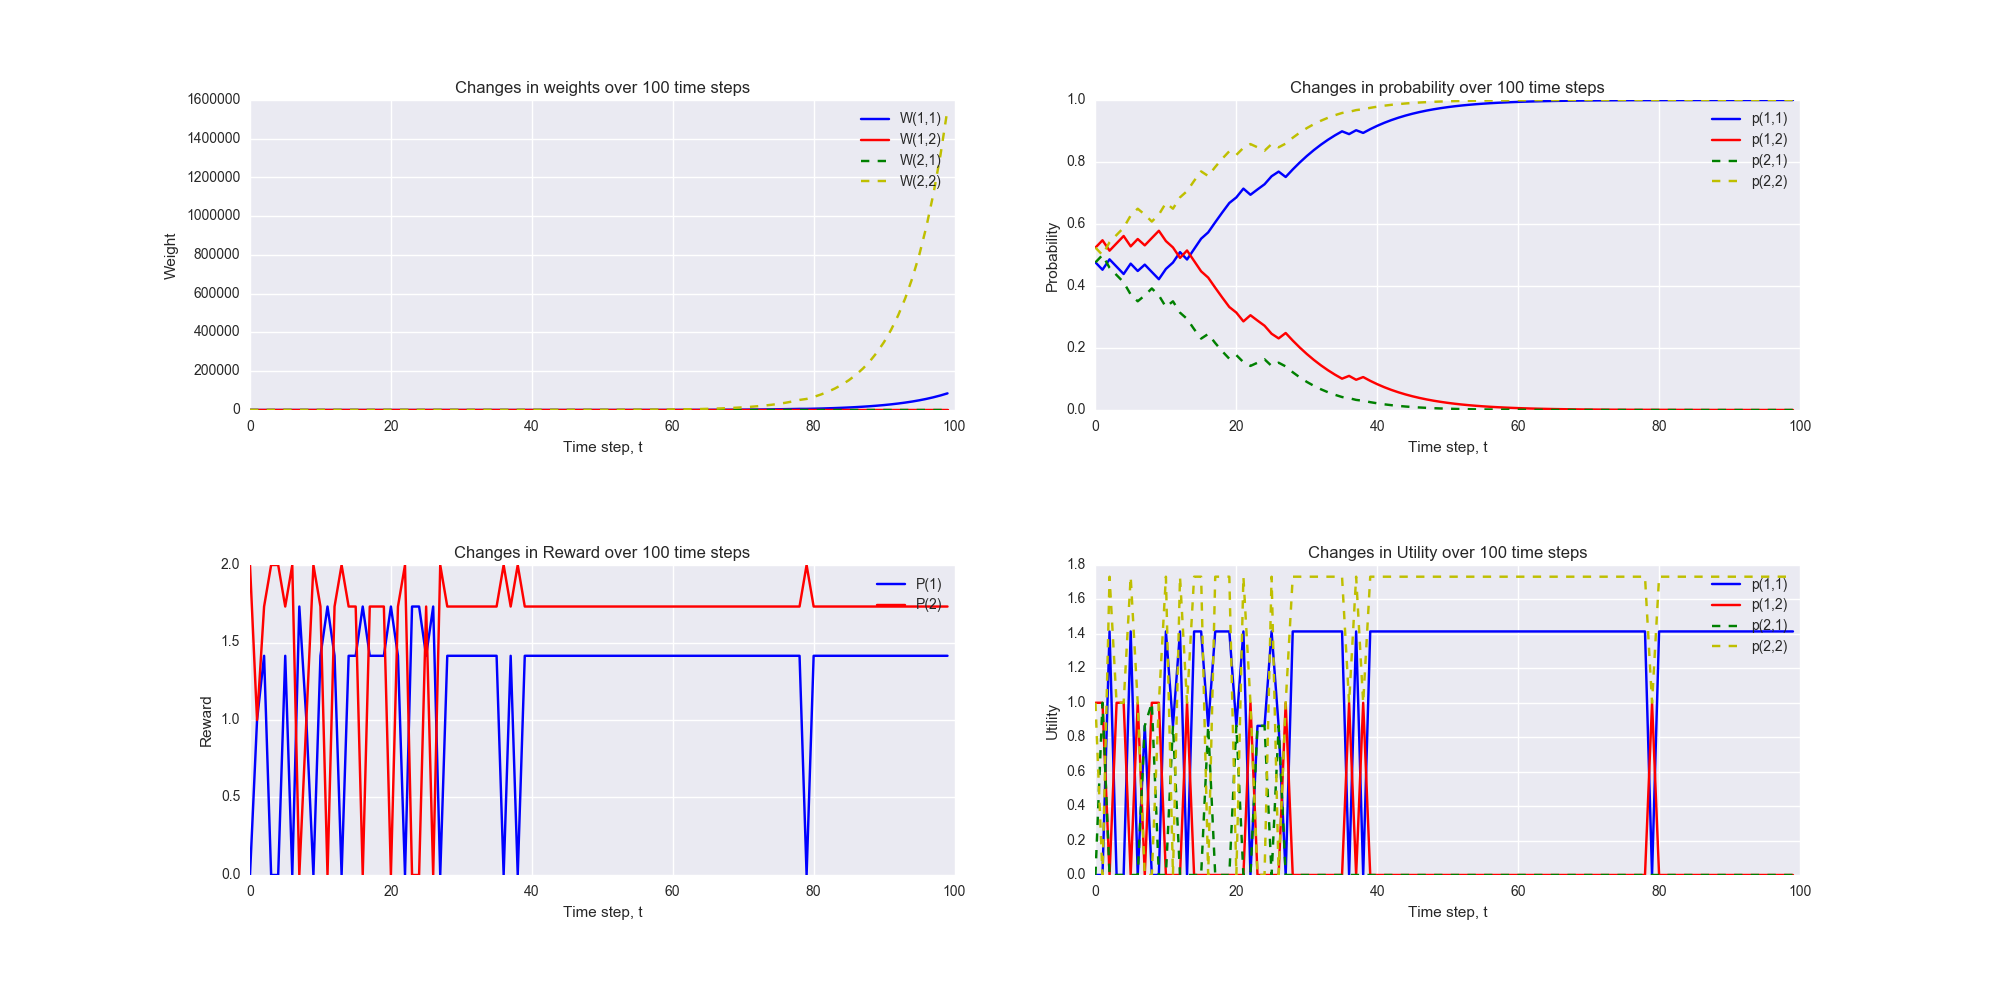 Changes in weights over 100 time steps
1600000
1400000
1200000
1000000
800000
600000
400000
200000
0
Weight
W(1,1)
W(1,2)
W(2,1)
W(2,2)
0 20 40 60 80 100
Time step, t
Changes in probability over 100 time steps
1.0
0.8
0.6
0.4
0.2
0.0
Probability
p(1,1)
p(1,2)
p(2,1)
p(2,2)
0 20 40 60 80 100
Time step, t
Changes in Reward over 100 time steps
2.0
1.5
1.0
0.5
0.0
Reward
P(1)
P(2)
0 20 40 60 80 100
Time step, t
Changes in Utility over 100 time steps
1.8
1.6
1.4
1.2
1.0
0.8
0.6
0.4
0.2
0.0
Utility
p(1,1)
p(1,2)
p(2,1)
p(2,2)
0 20 40 60 80 100
Time step, t